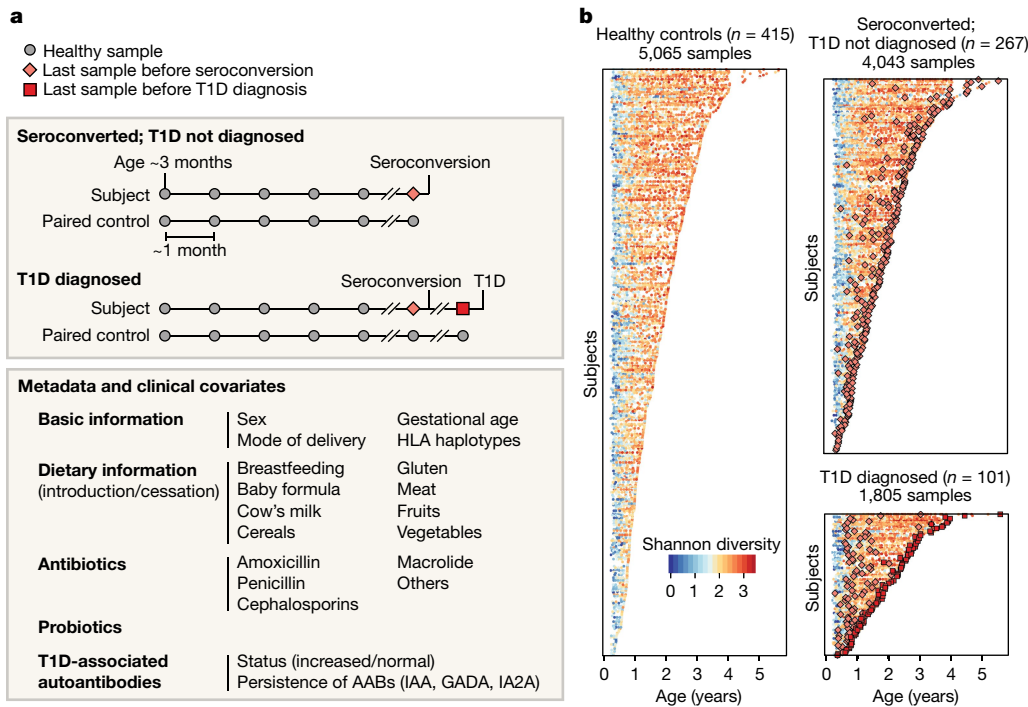 a
Healthy sample
Last sample before seroconversion
Last sample before T1D diagnosis
Seroconverted; T1D not diagnosed
Age ~3 months
Seroconversion
Subject
Paired control
~1 month
T1D diagnosed
Seroconversion T1D
Subject
Paired control
Metadata and clinical covariates
Basic information
Sex
Mode of delivery
Gestational age
HLA haplotypes
Dietary information
(introduction/cessation)
Breastfeeding
Baby formula
Cow's milk
Cereals
Gluten
Meat
Fruits
Vegetables
Antibiotics
Amoxicillin
Penicillin
Cephalosporins
Macrolide
Others
Probiotics
T1D-associated
autoantibodies
Status (increased/normal)
Persistence of AABs (IAA, GADA, IA2A)
b
Healthy controls (n = 415)
5,065 samples
Subjects
Shannon diversity
0 1 2 3
0 1 2 3 4 5
Age (years)
Seroconverted;
T1D not diagnosed (n = 267)
4,043 samples
Subjects
T1D diagnosed (n = 101)
1,805 samples
Subjects
0 1 2 3 4 5
Age (years)